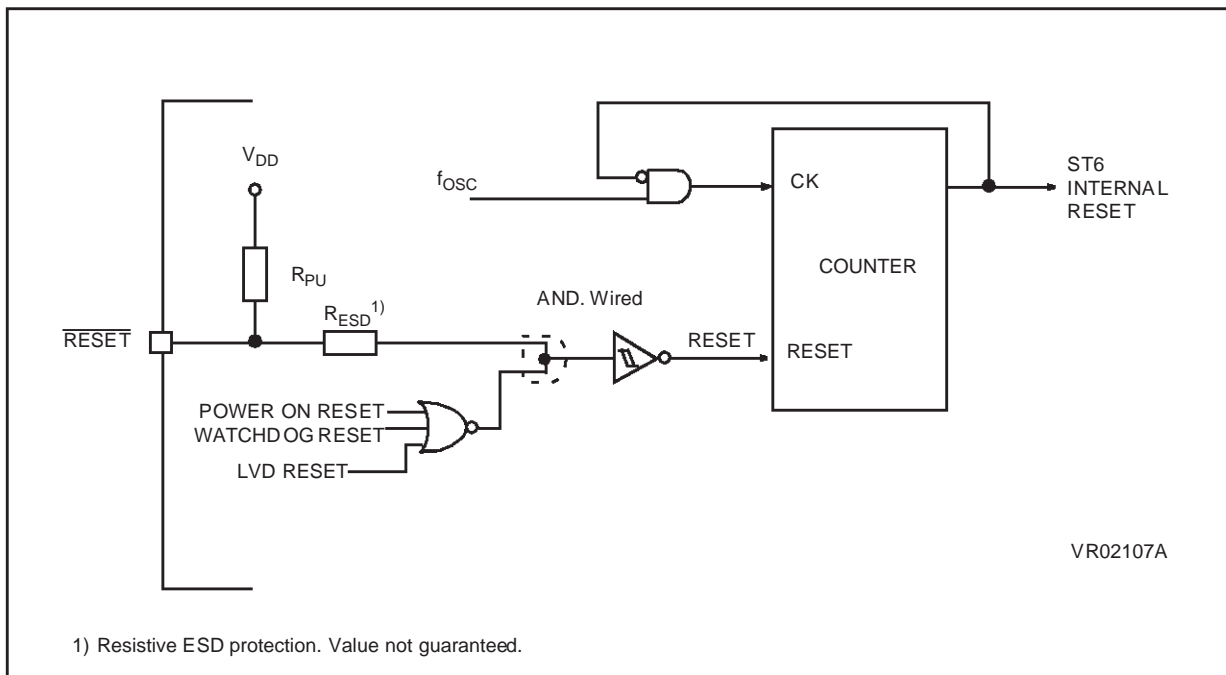 V_DD
f_OSC
CK
ST6
INTERNAL
RESET
COUNTER
R_PU
AND. Wired
R_ESD 1)
RESET
RESET
RESET
POWER ON RESET
WATCHDOG RESET
LVD RESET
VR02107A
1) Resistive ESD protection. Value not guaranteed.